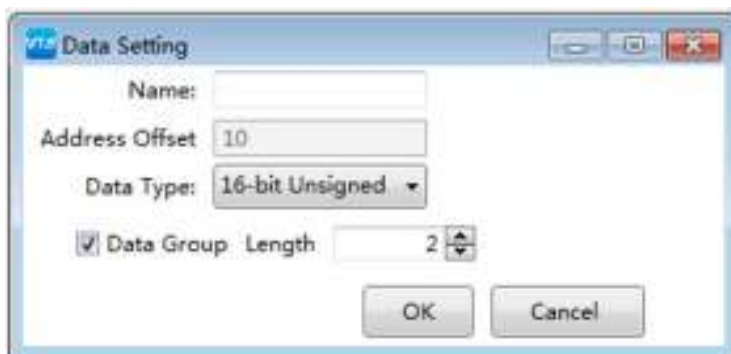 Data Setting
Name:
Address Offset 10
Data Type: 16-bit Unsigned
Data Group Length 2
OK Cancel